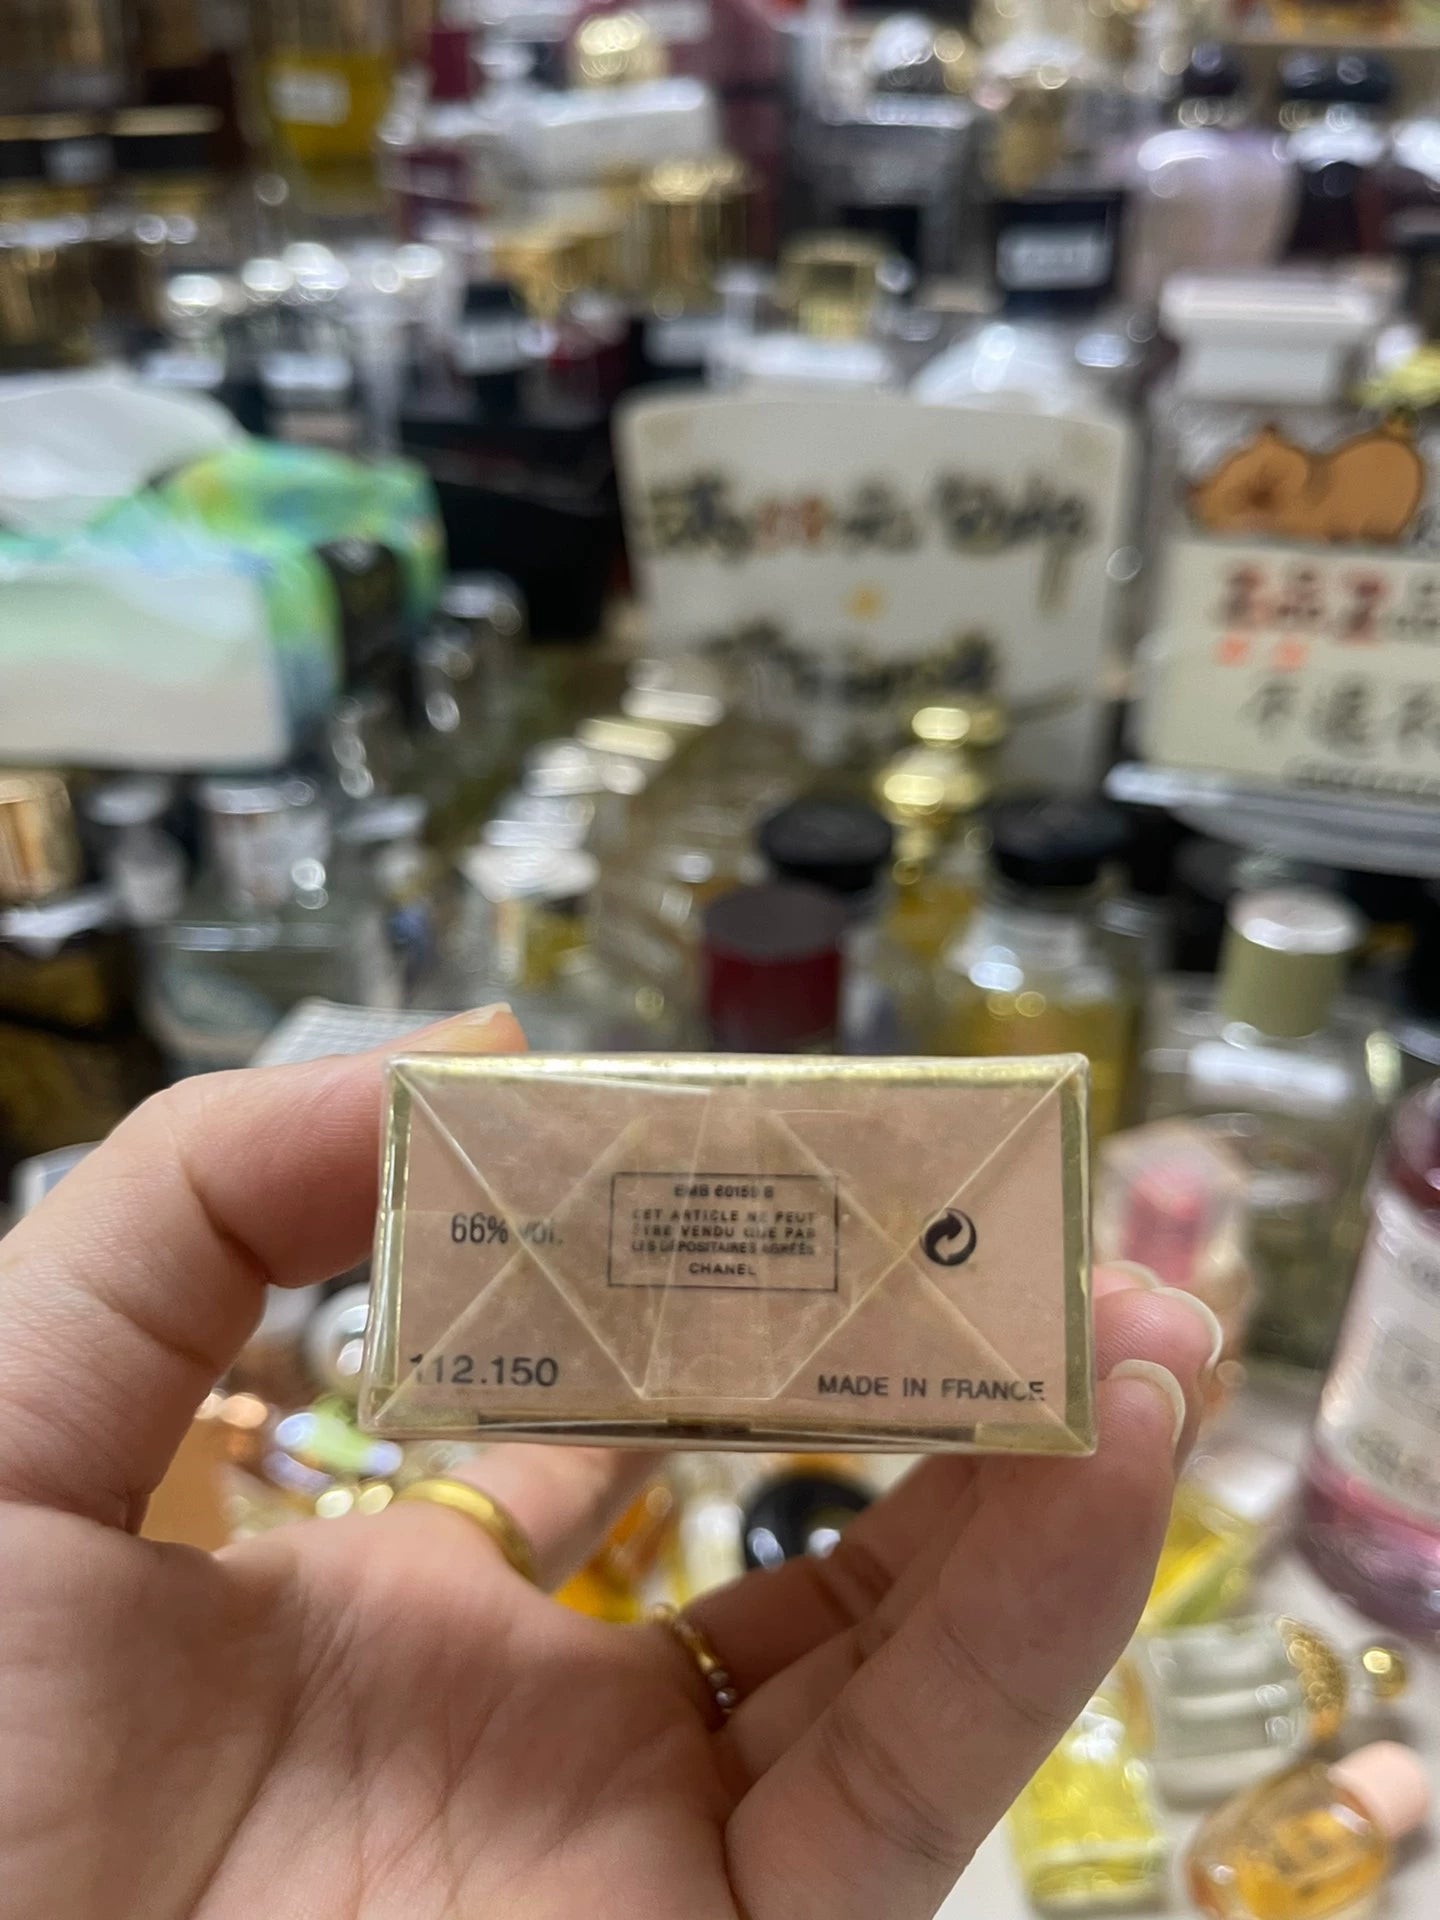 EMB 60159 B
66% vol.
CET ARTICLE NE PEUT
ÊTRE VENDU QUE PAR
LES DÉPOSITAIRES AGRÉÉS
CHANEL
112.150
MADE IN FRANCE